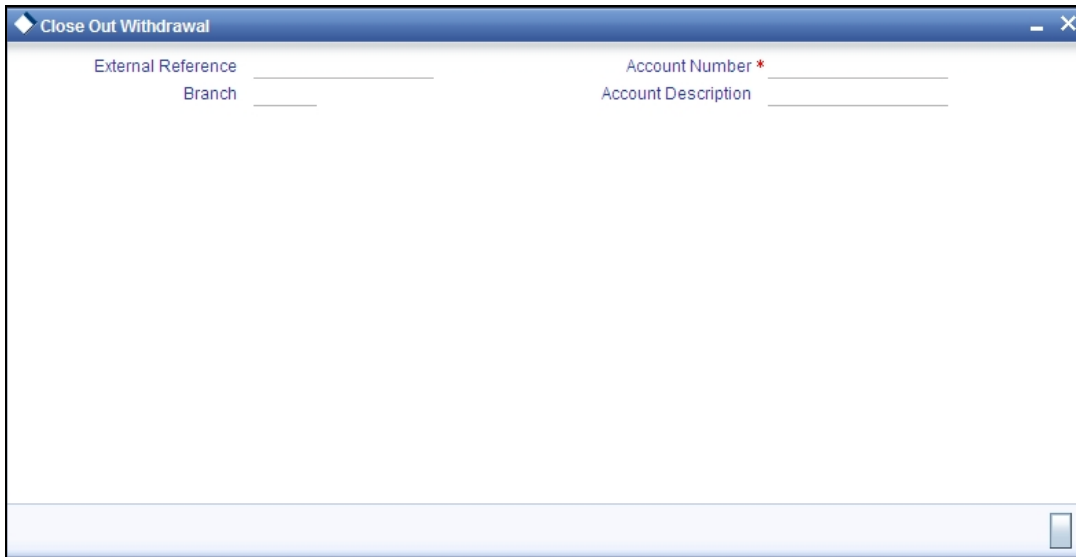 Close Out Withdrawal
External Reference Account Number *
Branch Account Description